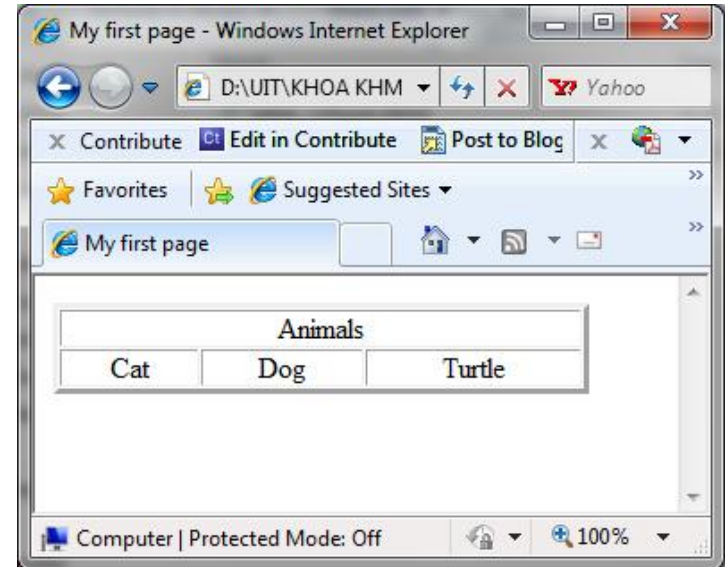 My first page - Windows Internet Explorer
D:\UIT\KHOA KHM Yahoo
x Contribute Ct Edit in Contribute Post to Blog x
Favorites Suggested Sites
My first page
Animals
Cat Dog Turtle
Computer | Protected Mode: Off 100%